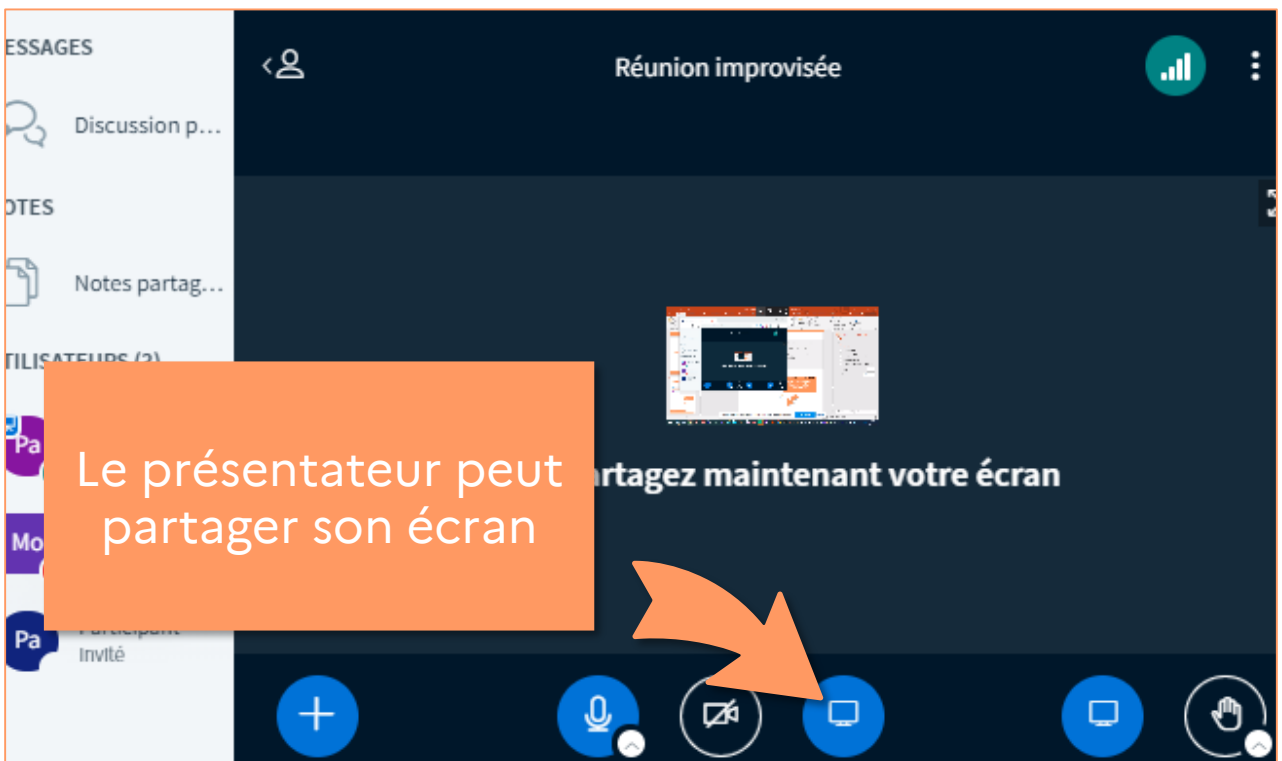 ESSAGES
Discussion p...
OTES
Notes partag...
TILISATEURS (2)
Pa
Mo
Pa
Participant
Invité
Réunion improvisée
rtagez maintenant votre écran
Le présentateur peut
partager son écran